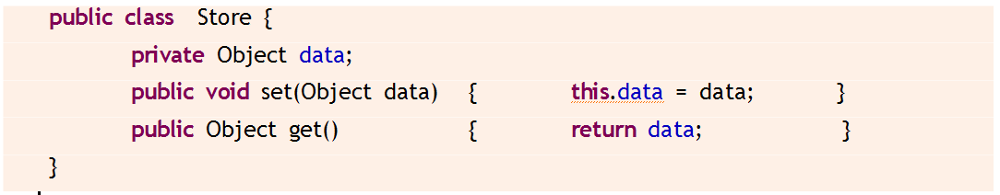 public class Store {
private Object data;
public void set(Object data) { this.data = data; }
public Object get() { return data; }
}